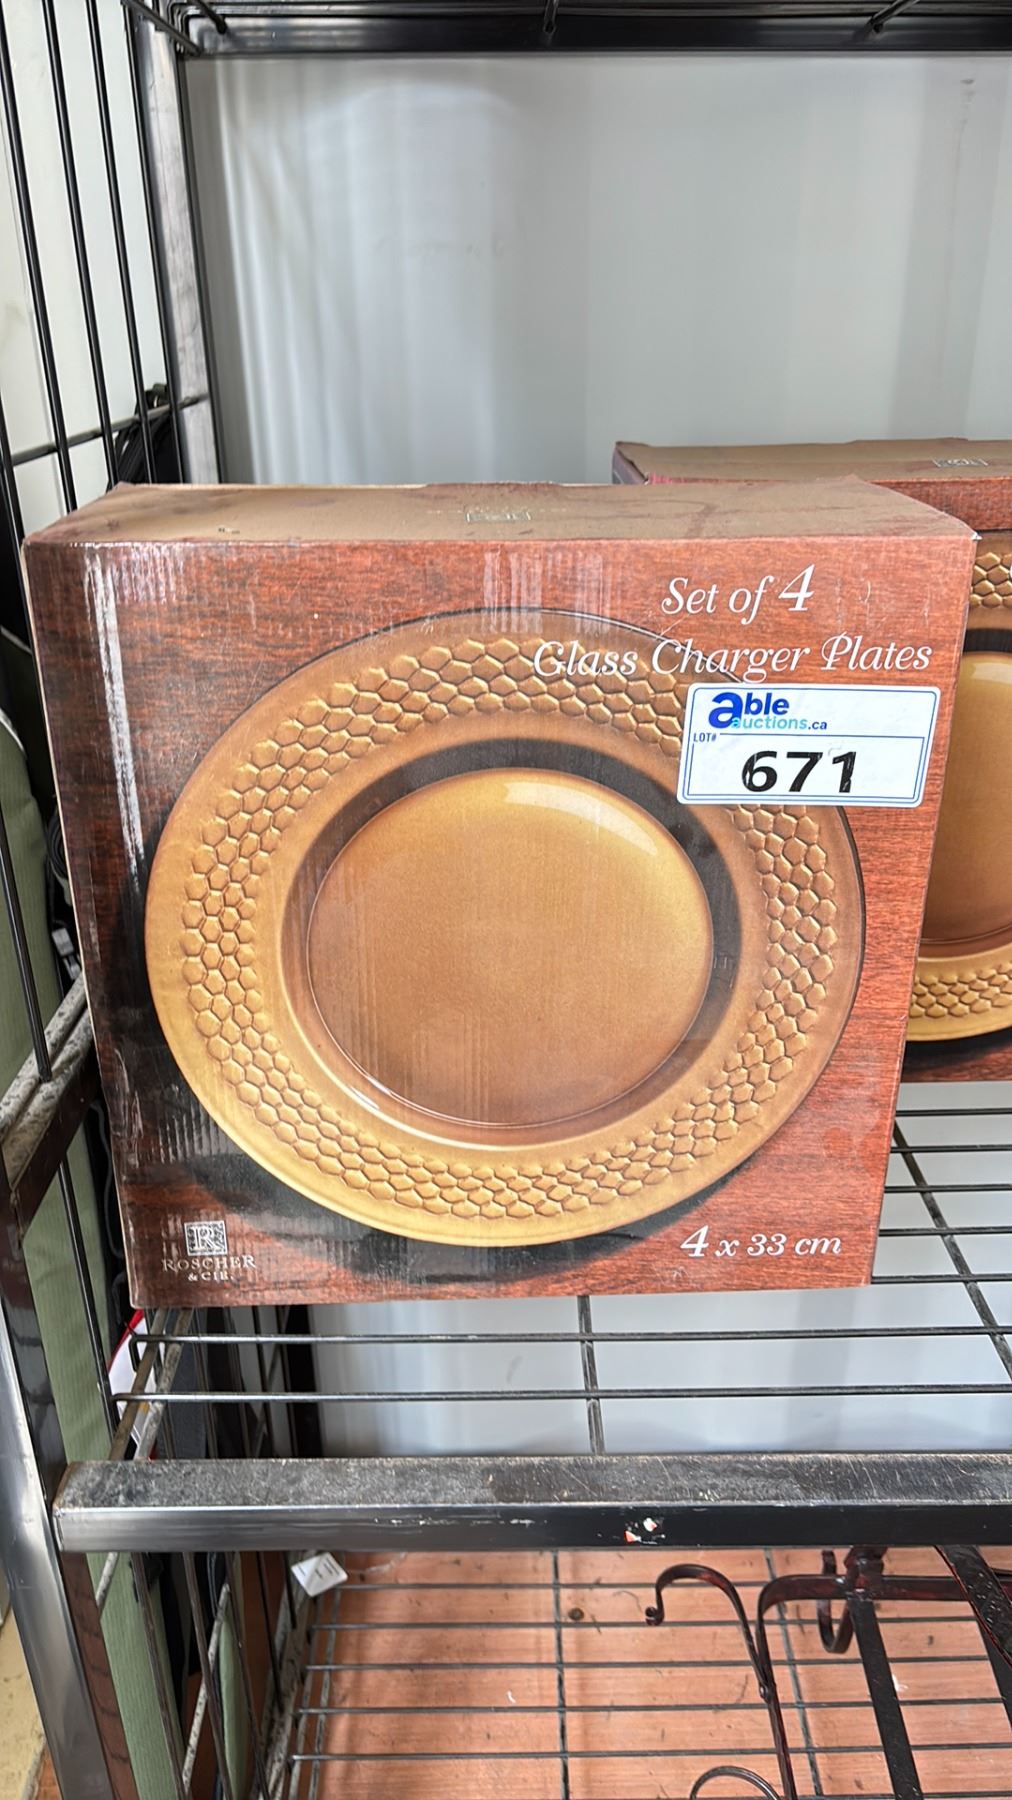 Set of 4
Glass Charger Plates
able
auctions.ca
LOT#
671
R
ROSCHER
& CIE.
4 x 33 cm